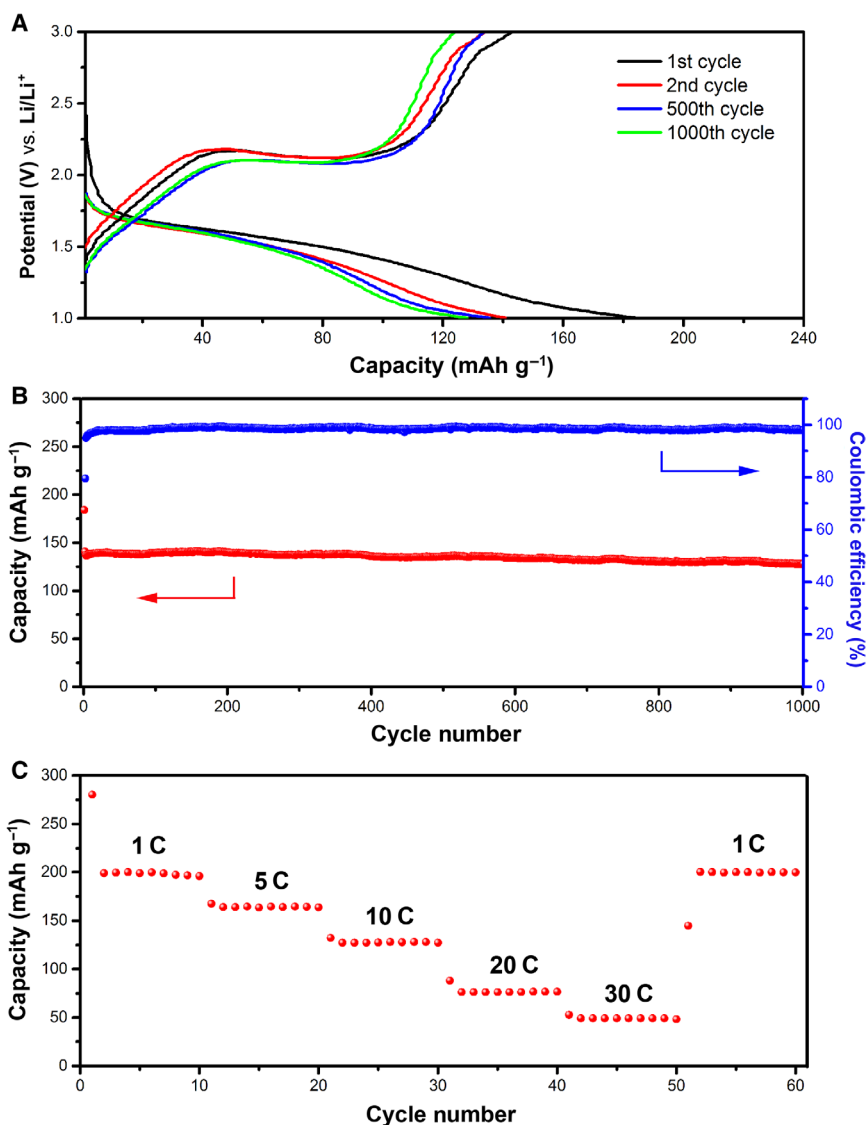 A
3.0
2.5
2.0
1.5
1.0
Potential (V) vs. Li/Li⁺
1st cycle
2nd cycle
500th cycle
1000th cycle
40
80
120
160
200
240
Capacity (mAh g⁻¹)
B
300
250
200
150
100
50
0
Capacity (mAh g⁻¹)
100
80
60
40
20
0
Coulombic efficiency (%)
0
200
400
600
800
1000
Cycle number
C
300
250
200
150
100
50
0
Capacity (mAh g⁻¹)
1 C
5 C
10 C
20 C
30 C
1 C
0
10
20
30
40
50
60
Cycle number